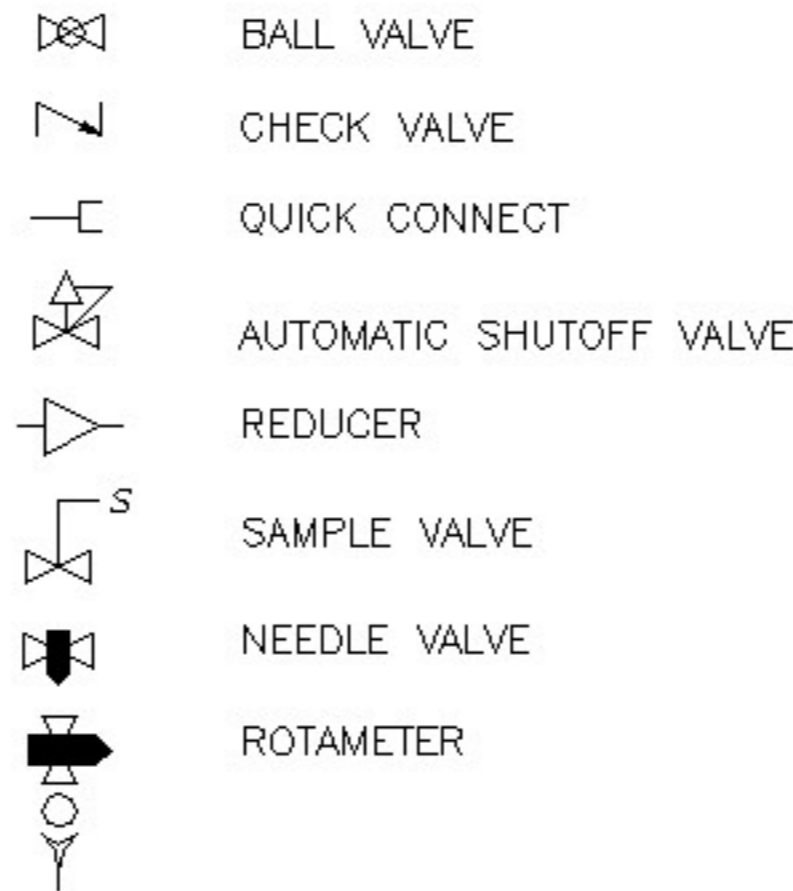 BALL VALVE
CHECK VALVE
QUICK CONNECT
AUTOMATIC SHUTOFF VALVE
REDUCER
S
SAMPLE VALVE
NEEDLE VALVE
ROTAMETER